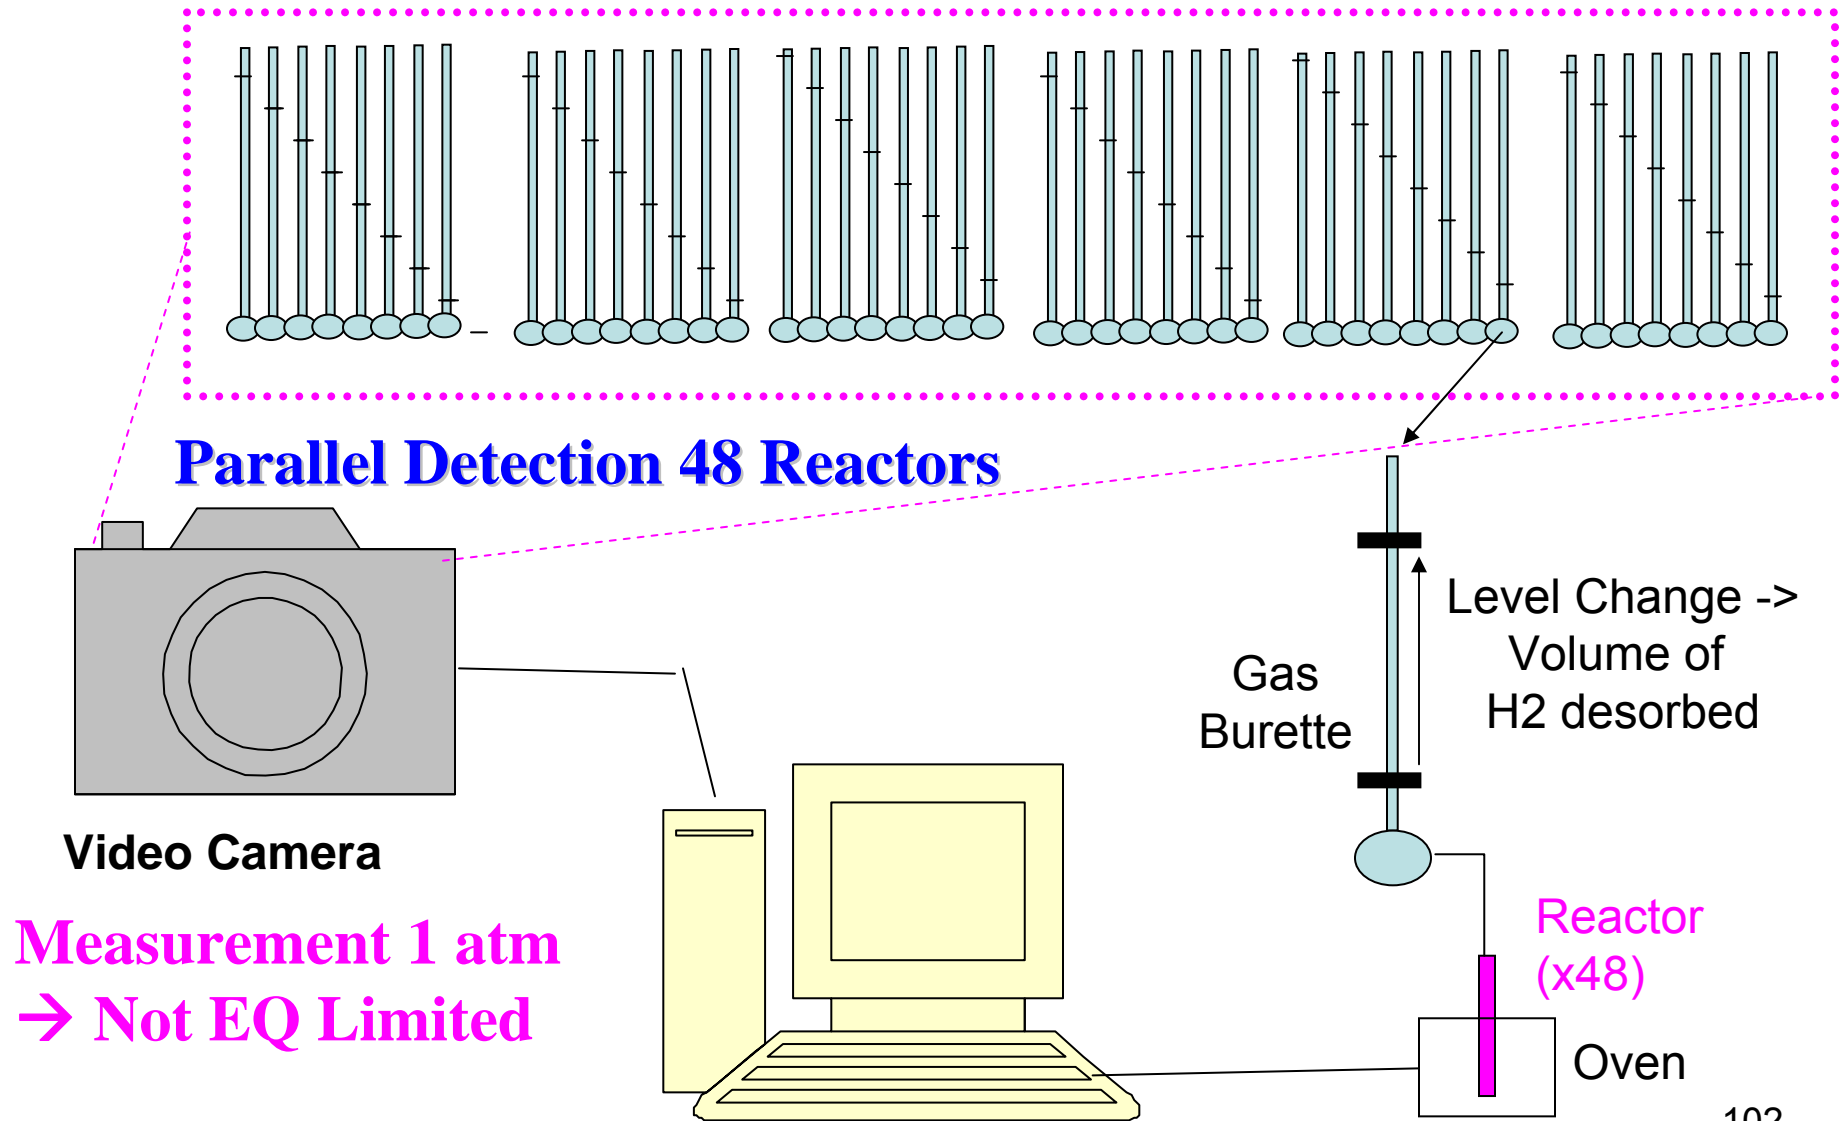 Parallel Detection 48 Reactors
Level Change ->
Volume of
H2 desorbed
Gas
Burette
Video Camera
Measurement 1 atm
→ Not EQ Limited
Reactor
(x48)
Oven
102